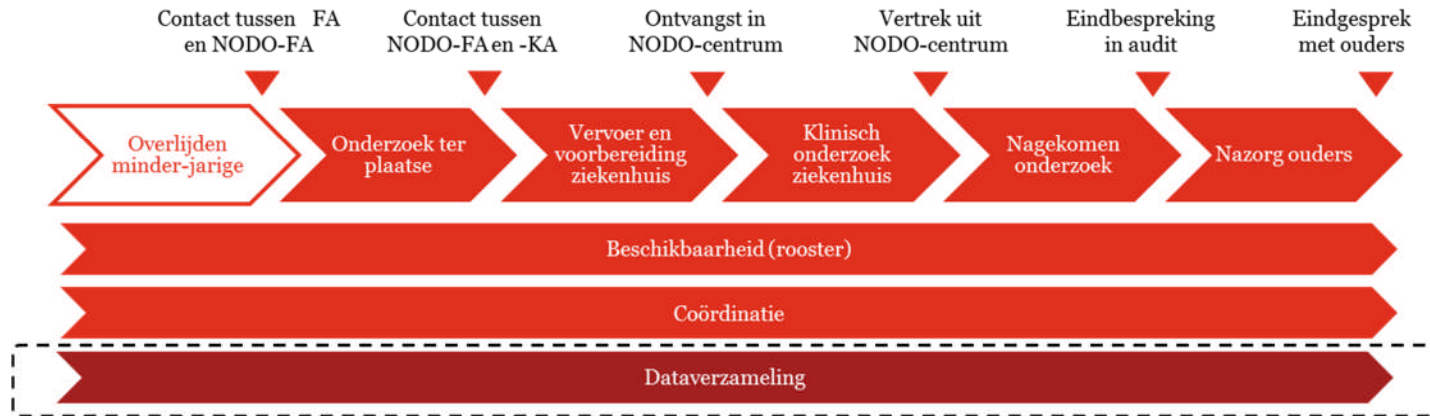 Contact tussen FA
en NODO-FA
Contact tussen
NODO-FA en -KA
Ontvangst in
NODO-centrum
Vertrek uit
NODO-centrum
Eindbespreking
in audit
Eindgesprek
met ouders
Overlijden
minder-jarige
Onderzoek ter
plaatse
Vervoer en
voorbereiding
ziekenhuis
Klinisch
onderzoek
ziekenhuis
Nagekomen
onderzoek
Nazorg ouders
Beschikbaarheid (rooster)
Coördinatie
Dataverzameling